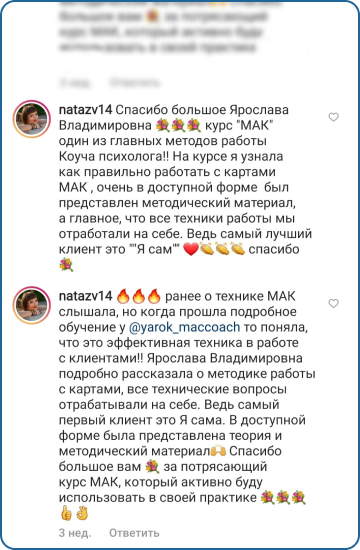 большое вам 💐 за потрясающий
курс МАК, который активно буду
использовать в своей практике
3 нед. Ответить
natazv14 Спасибо большое Ярослава
Владимировна 💐💐💐 курс "МАК"
один из главных методов работы
Коуча психолога!! На курсе я узнала
как правильно работать с картами
МАК , очень в доступной форме был
представлен методический материал,
а главное, что все техники работы мы
отработали на себе. Ведь самый лучший
клиент это ""Я сам"" ❤️👏👏👏 спасибо
💐
natazv14 🔥🔥🔥 ранее о технике МАК
слышала, но когда прошла подробное
обучение у @yarok_maccoach то поняла,
что это эффективная техника в работе
с клиентами!! Ярослава Владимировна
подробно рассказала о методике работы
с картами, все технические вопросы
отрабатывали на себе. Ведь самый
первый клиент это Я сама. В доступной
форме была представлена теория и
методический материал🙌 Спасибо
большое вам 💐 за потрясающий
курс МАК, который активно буду
использовать в своей практике 💐💐💐
👍👌
3 нед. Ответить